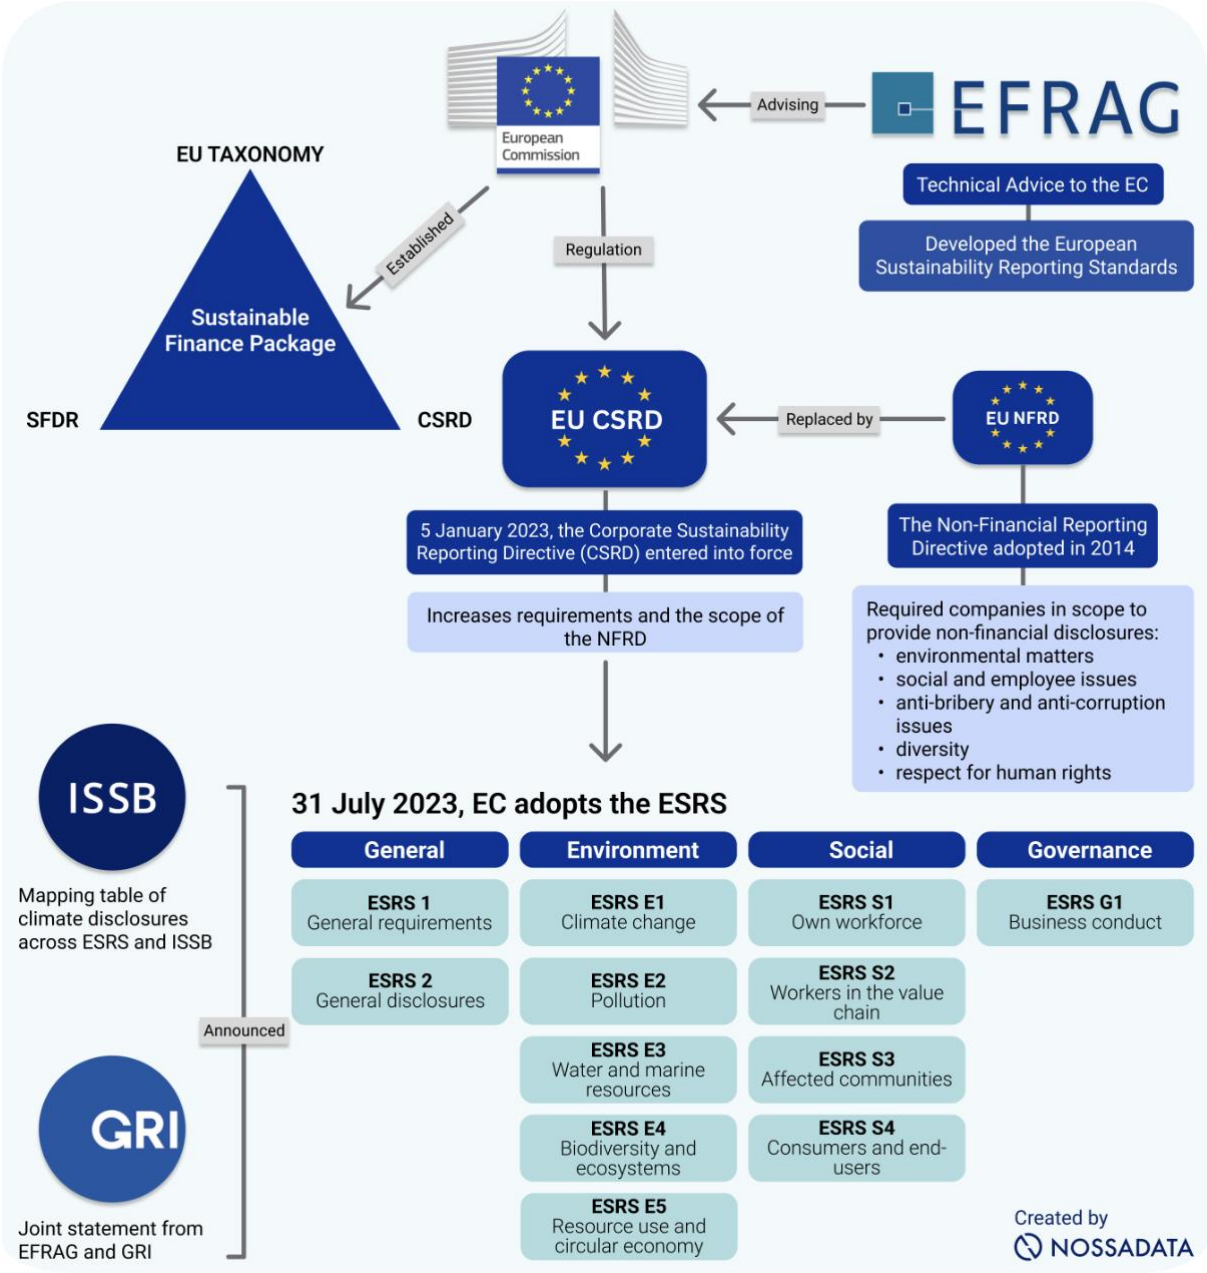 European
Commission
Advising
EFRAG
EU TAXONOMY
Technical Advice to the EC
Established
Regulation
Developed the European
Sustainability Reporting Standards
Sustainable
Finance Package
SFDR
CSRD
EU CSRD
Replaced by
EU NFRD
5 January 2023, the Corporate Sustainability
Reporting Directive (CSRD) entered into force
The Non-Financial Reporting
Directive adopted in 2014
Increases requirements and the scope of
the NFRD
Required companies in scope to
provide non-financial disclosures:
• environmental matters
• social and employee issues
• anti-bribery and anti-corruption
issues
• diversity
• respect for human rights
ISSB
Mapping table of
climate disclosures
across ESRS and ISSB
Announced
GRI
Joint statement from
EFRAG and GRI
31 July 2023, EC adopts the ESRS
General
ESRS 1
General requirements
ESRS 2
General disclosures
Environment
ESRS E1
Climate change
ESRS E2
Pollution
ESRS E3
Water and marine
resources
ESRS E4
Biodiversity and
ecosystems
ESRS E5
Resource use and
circular economy
Social
ESRS S1
Own workforce
ESRS S2
Workers in the value
chain
ESRS S3
Affected communities
ESRS S4
Consumers and end-
users
Governance
ESRS G1
Business conduct
Created by
NOSSADATA